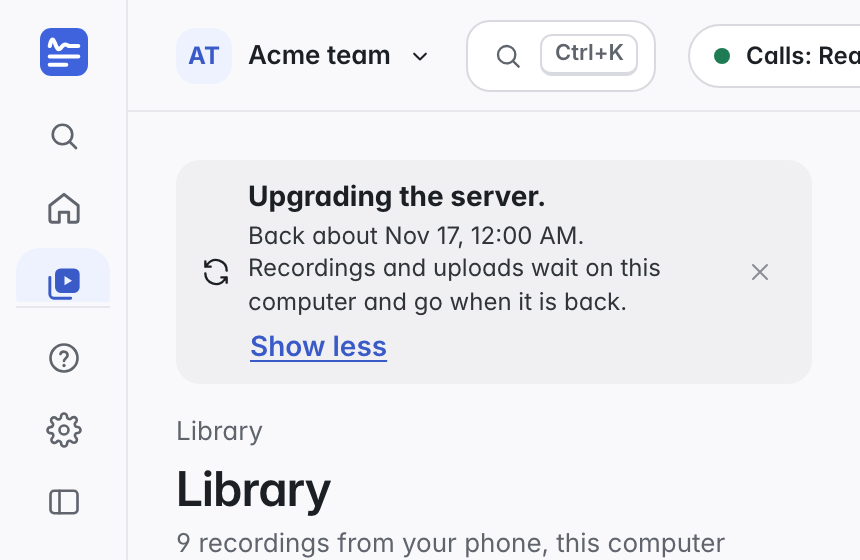 AT Acme team Ctrl+K Calls: Rea
Upgrading the server.
Back about Nov 17, 12:00 AM.
Recordings and uploads wait on this
computer and go when it is back.
Show less
Library
Library
9 recordings from your phone, this computer